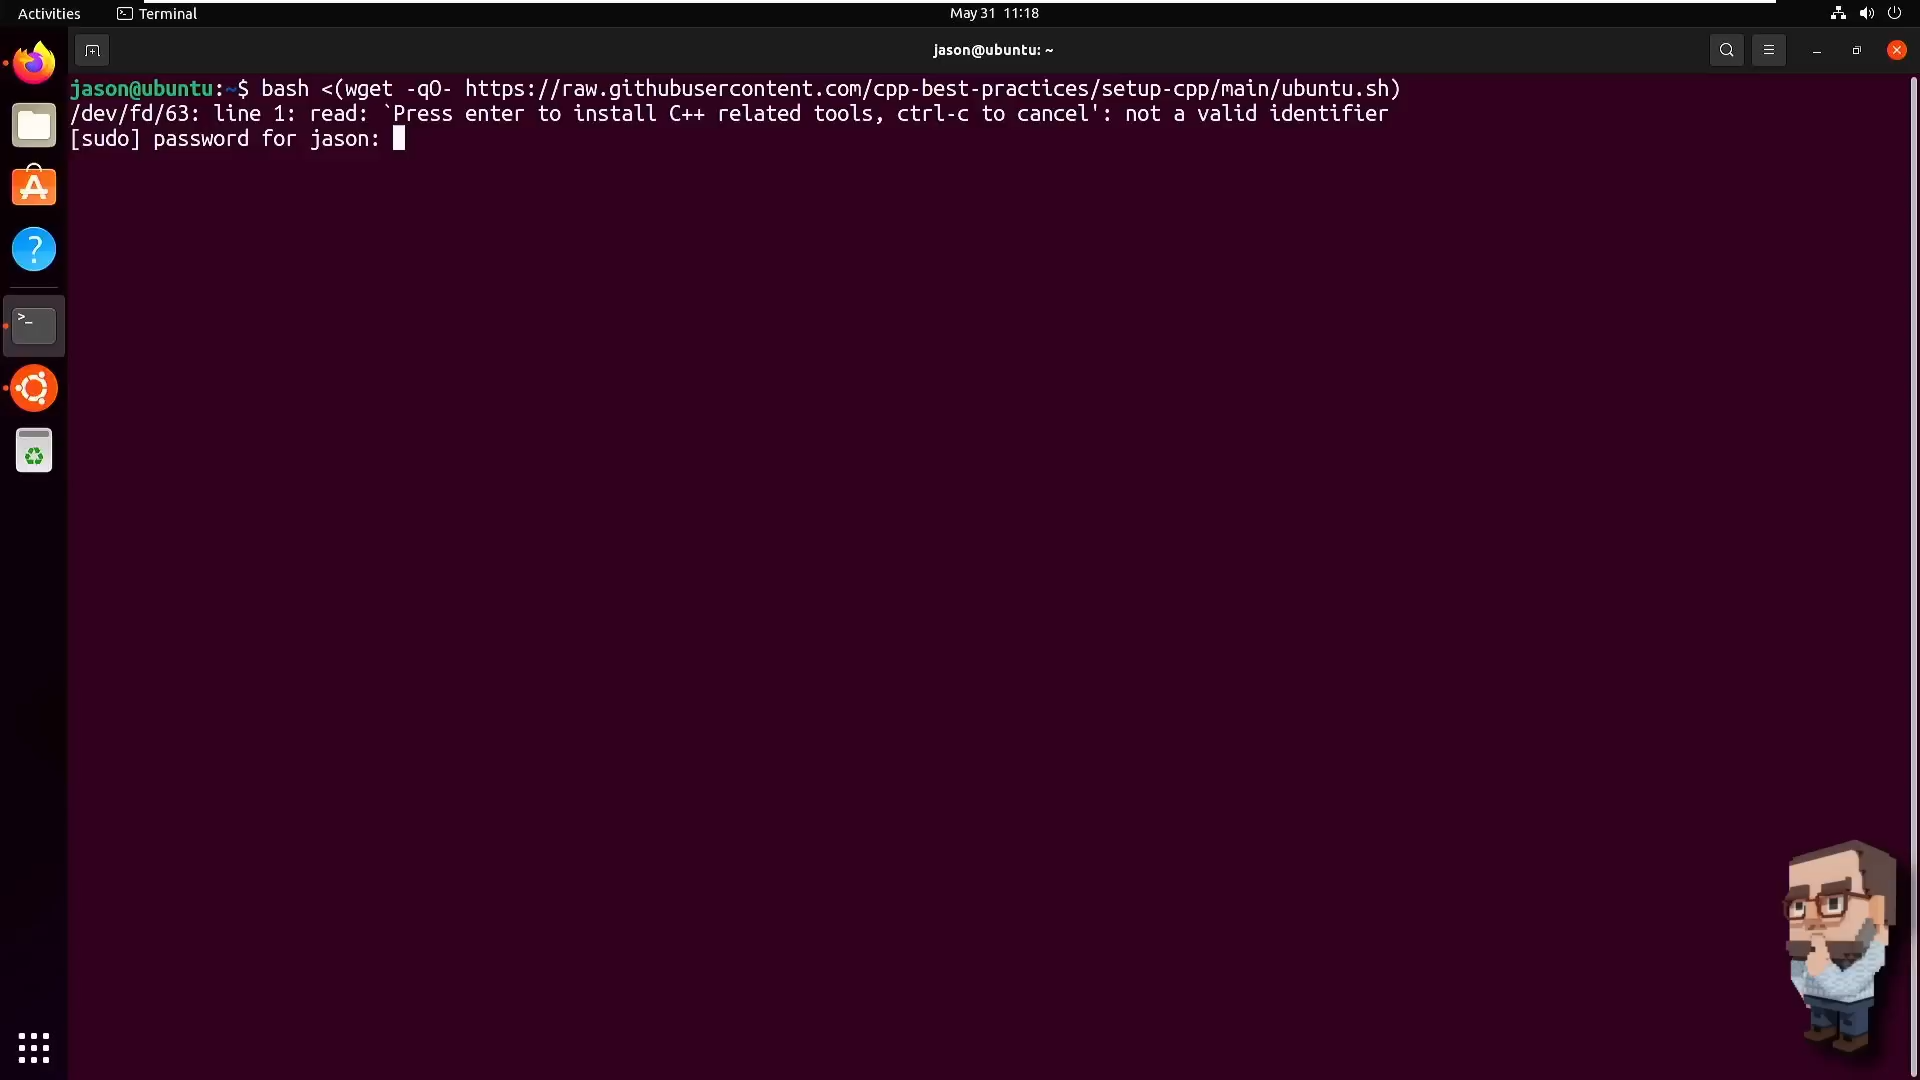 Activities
Terminal
May 31 11:18
jason@ubuntu: ~
jason@ubuntu:~$ bash <(wget -qO- https://raw.githubusercontent.com/cpp-best-practices/setup-cpp/main/ubuntu.sh)
/dev/fd/63: line 1: read: `Press enter to install C++ related tools, ctrl-c to cancel': not a valid identifier
[sudo] password for jason: